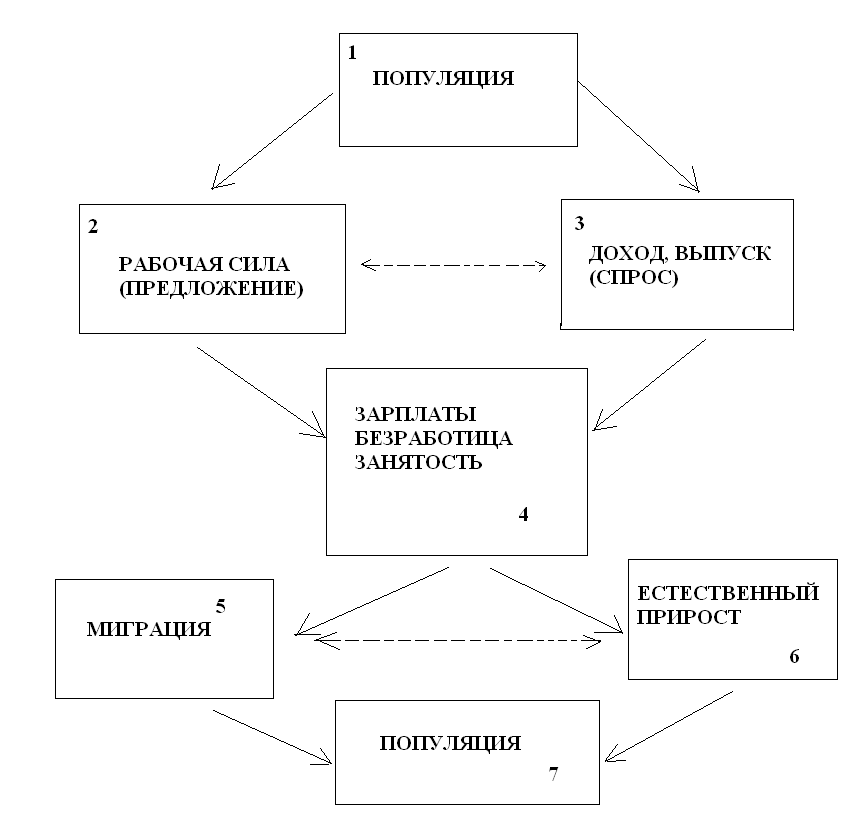 1
ПОПУЛЯЦИЯ
2
РАБОЧАЯ СИЛА
(ПРЕДЛОЖЕНИЕ)
3
ДОХОД, ВЫПУСК
(СПРОС)
ЗАРПЛАТЫ
БЕЗРАБОТИЦА
ЗАНЯТОСТЬ
4
5
МИГРАЦИЯ
ЕСТЕСТВЕННЫЙ
ПРИРОСТ
6
ПОПУЛЯЦИЯ
7